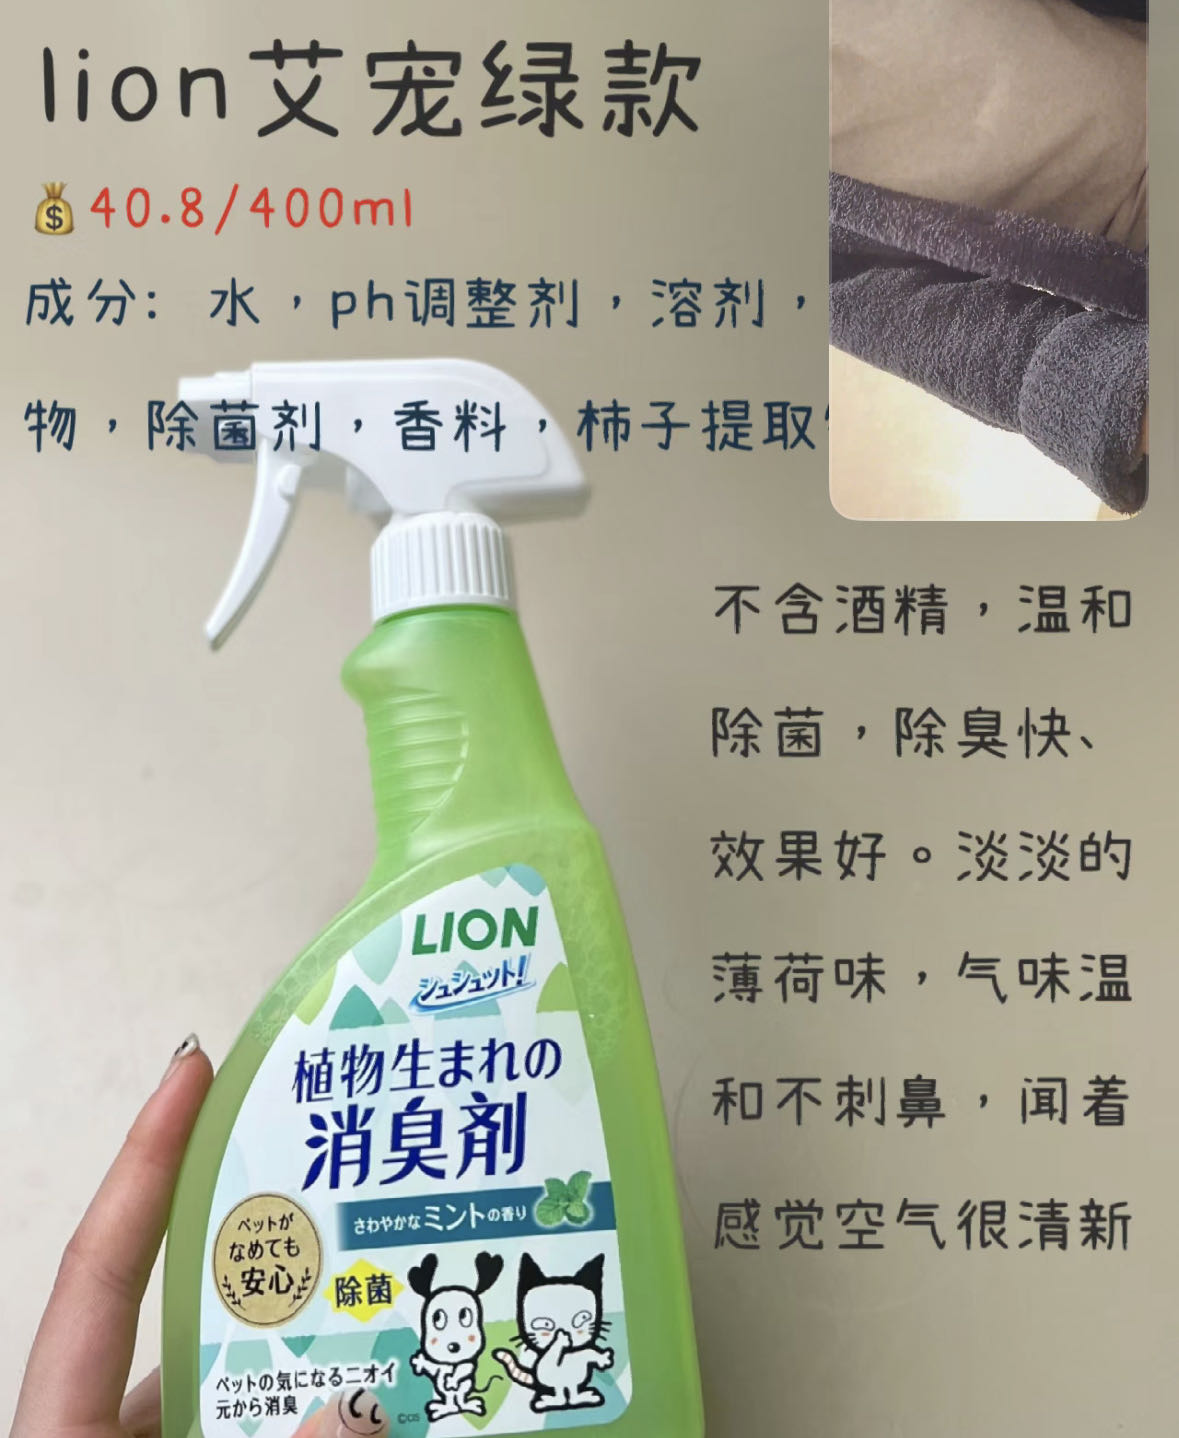 lion艾宠绿款
40.8/400ml
成分: 水，ph调整剂，溶剂，
物，除菌剂，香料，柿子提取
不含酒精，温和
除菌，除臭快、
效果好。淡淡的
薄荷味，气味温
和不刺鼻，闻着
感觉空气很清新
LION
シュシュット!
植物生まれの
消臭剤
さわやかなミントの香り
ペットが
なめても
安心
除菌
ペットの気になるニオイ
元から消臭